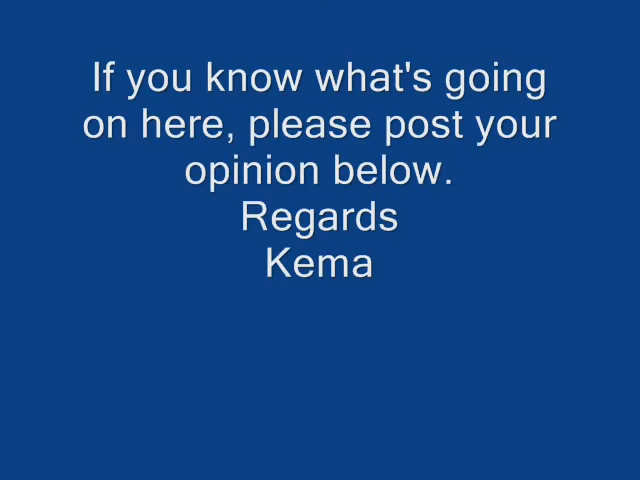 If you know what's going
on here, please post your
opinion below.
Regards
Kema